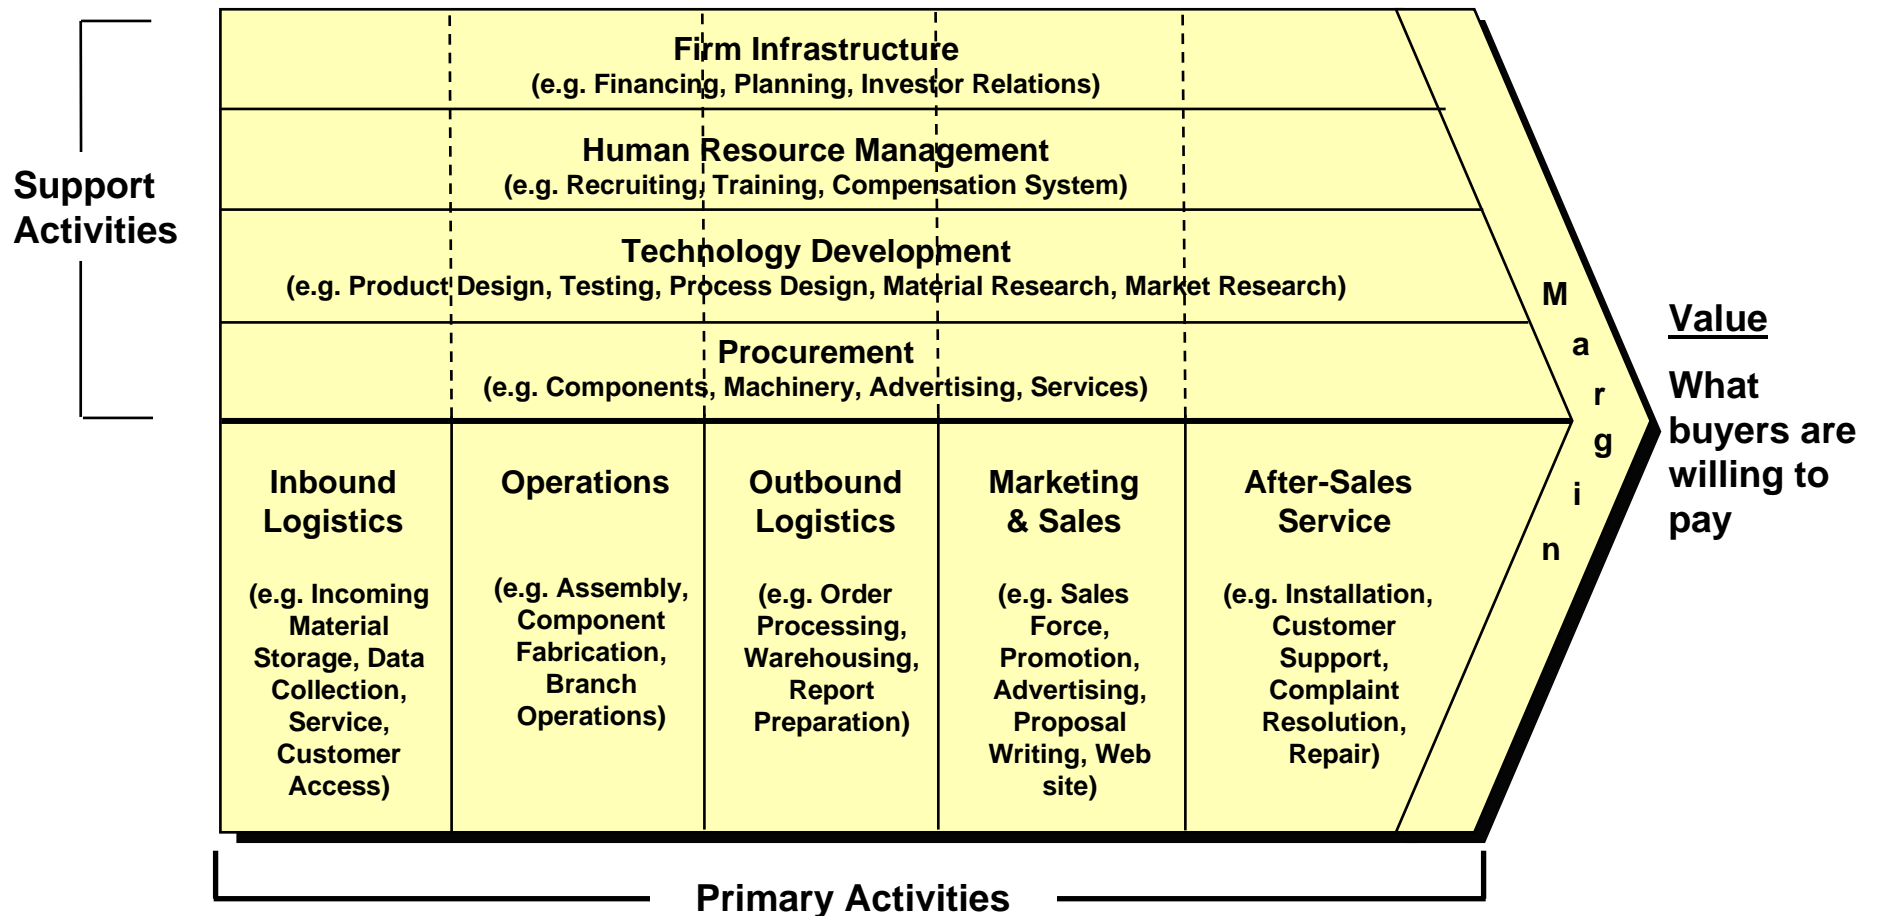 Support
Activities
Firm Infrastructure
(e.g. Financing, Planning, Investor Relations)
Human Resource Management
(e.g. Recruiting, Training, Compensation System)
Technology Development
(e.g. Product Design, Testing, Process Design, Material Research, Market Research)
Procurement
(e.g. Components, Machinery, Advertising, Services)
Inbound
Logistics
(e.g. Incoming
Material
Storage, Data
Collection,
Service,
Customer
Access)
Operations
(e.g. Assembly,
Component
Fabrication,
Branch
Operations)
Outbound
Logistics
(e.g. Order
Processing,
Warehousing,
Report
Preparation)
Marketing
& Sales
(e.g. Sales
Force,
Promotion,
Advertising,
Proposal
Writing, Web
site)
After-Sales
Service
(e.g. Installation,
Customer
Support,
Complaint
Resolution,
Repair)
Margin
Value
What
buyers are
willing to
pay
Primary Activities